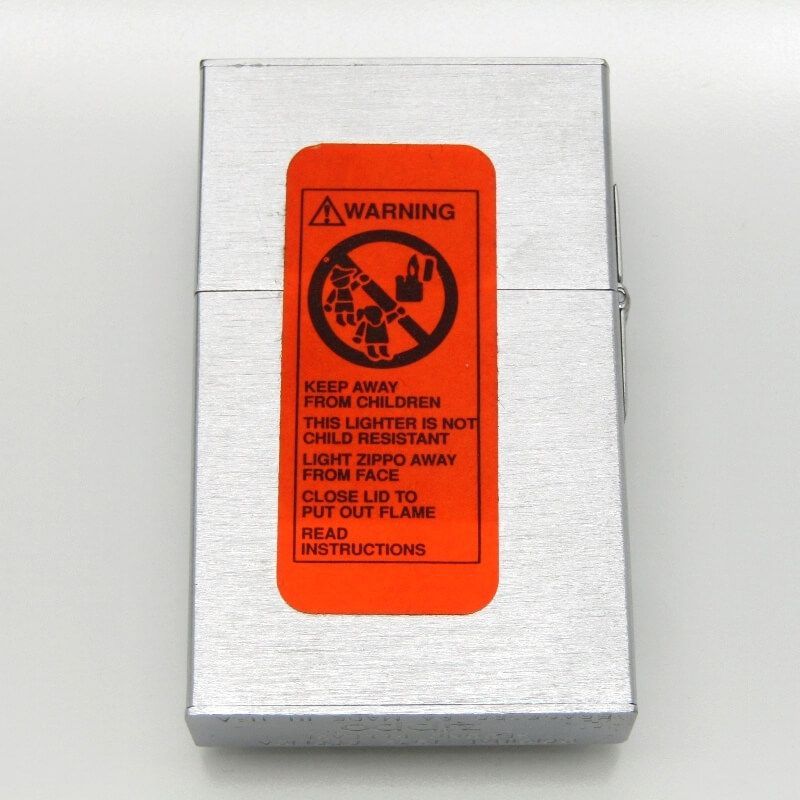 WARNING
KEEP AWAY
FROM CHILDREN
THIS LIGHTER IS NOT
CHILD RESISTANT
LIGHT ZIPPO AWAY
FROM FACE
CLOSE LID TO
PUT OUT FLAME
READ
INSTRUCTIONS